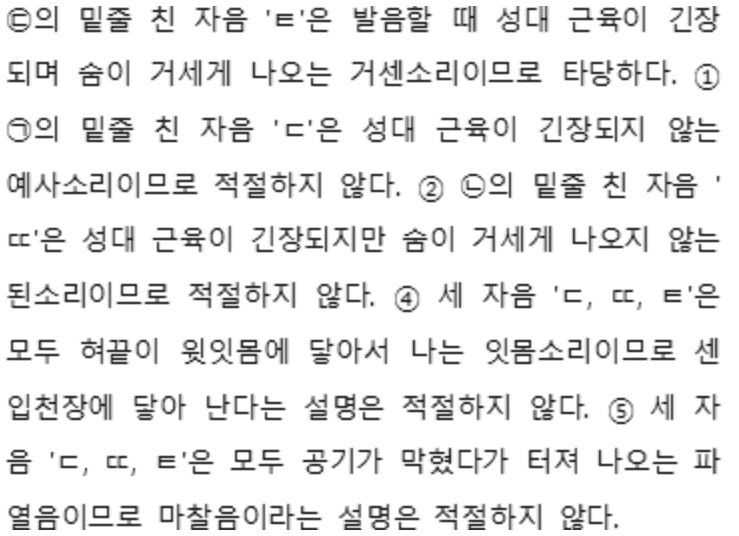 ㉢의 밑줄 친 자음 'ㅌ'은 발음할 때 성대 근육이 긴장
되며 숨이 거세게 나오는 거센소리이므로 타당하다. ①
㉠의 밑줄 친 자음 'ㄷ'은 성대 근육이 긴장되지 않는
예사소리이므로 적절하지 않다. ② ㉡의 밑줄 친 자음 '
ㄸ'은 성대 근육이 긴장되지만 숨이 거세게 나오지 않는
된소리이므로 적절하지 않다. ④ 세 자음 'ㄷ, ㄸ, ㅌ'은
모두 혀끝이 윗잇몸에 닿아서 나는 잇몸소리이므로 센
입천장에 닿아 난다는 설명은 적절하지 않다. ⑤ 세 자
음 'ㄷ, ㄸ, ㅌ'은 모두 공기가 막혔다가 터져 나오는 파
열음이므로 마찰음이라는 설명은 적절하지 않다.